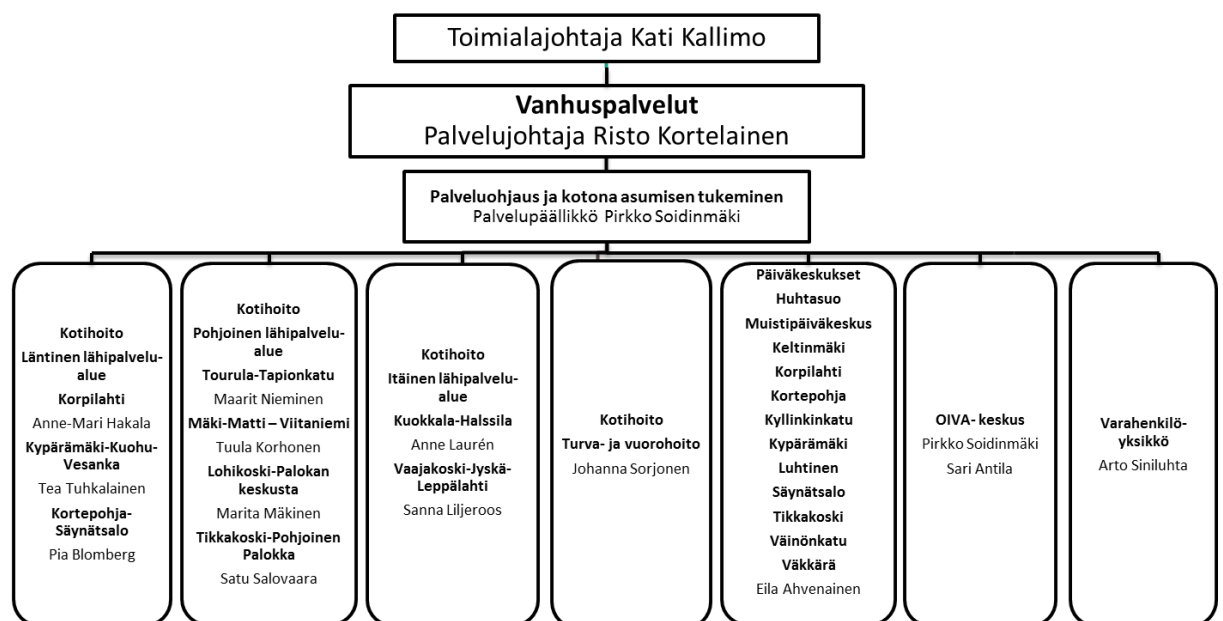 Toimialajohtaja Kati Kallimo
Vanhuspalvelut
Palvelujohtaja Risto Kortelainen
Palveluohjaus ja kotona asumisen tukeminen
Palvelupäällikkö Pirkko Soidinmäki
Kotihoito
Läntinen lähipalvelu-
alue
Korpilahti
Anne-Mari Hakala
Kypärämäki-Kuohu-
Vesanka
Tea Tuhkalainen
Kortepohja-
Säynätsalo
Pia Blomberg
Kotihoito
Pohjoinen lähipalvelu-
alue
Tourula-Tapionkatu
Maarit Nieminen
Mäki-Matti – Viitaniemi
Tuula Korhonen
Lohikoski-Palokan
keskusta
Marita Mäkinen
Tikkakoski-Pohjoinen
Palokka
Satu Salovaara
Kotihoito
Itäinen lähipalvelu-
alue
Kuokkala-Halssila
Anne Laurén
Vaajakoski-Jyskä-
Leppälahti
Sanna Liljeroos
Kotihoito
Turva- ja vuorohoito
Johanna Sorjonen
Päiväkeskukset
Huhtasuo
Muistipäiväkeskus
Keltinmäki
Korpilahti
Kortepohja
Kyllinkinkatu
Kypärämäki
Luhtinen
Säynätsalo
Tikkakoski
Väinönkatu
Väkkärä
Eila Ahvenainen
OIVA- keskus
Pirkko Soidinmäki
Sari Antila
Varahenkilö-
yksikkö
Arto Siniluhta